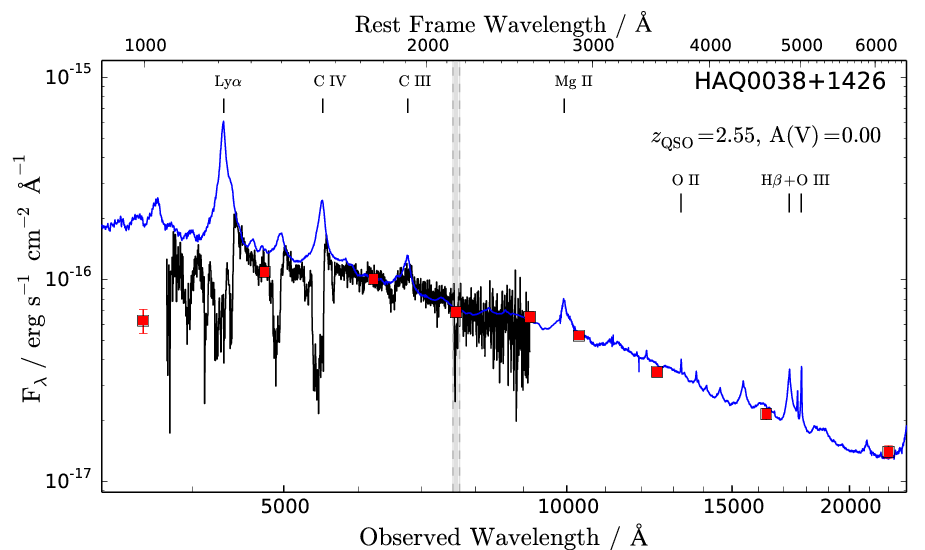 Rest Frame Wavelength / Å
1000 2000 3000 4000 5000 6000
10⁻¹⁵
Lyα C IV C III Mg II HAQ0038+1426
z_QSO=2.55, A(V)=0.00
O II Hβ+O III
10⁻¹⁶
F_λ / erg s⁻¹ cm⁻² Å⁻¹
10⁻¹⁷
5000 10000 15000 20000
Observed Wavelength / Å